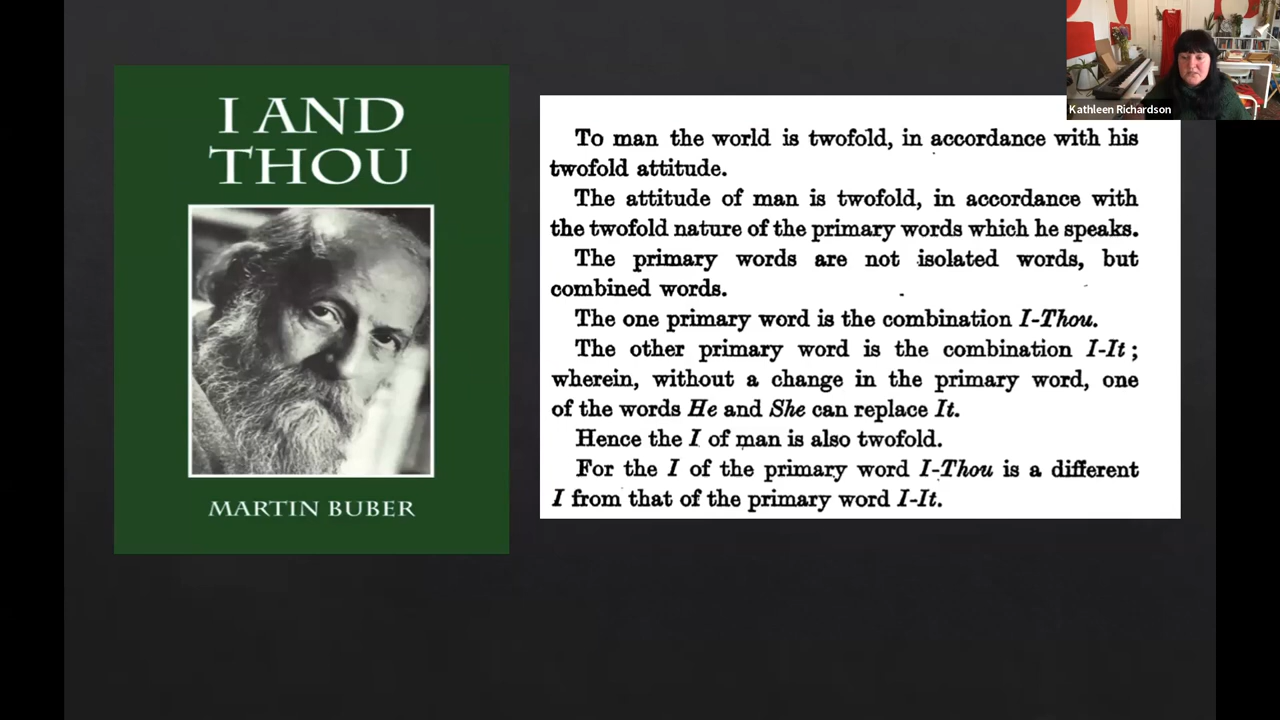 I AND
THOU
MARTIN BUBER
To man the world is twofold, in accordance with his
twofold attitude.
The attitude of man is twofold, in accordance with
the twofold nature of the primary words which he speaks.
The primary words are not isolated words, but
combined words.
The one primary word is the combination I-Thou.
The other primary word is the combination I-It ;
wherein, without a change in the primary word, one
of the words He and She can replace It.
Hence the I of man is also twofold.
For the I of the primary word I-Thou is a different
I from that of the primary word I-It.
Kathleen Richardson